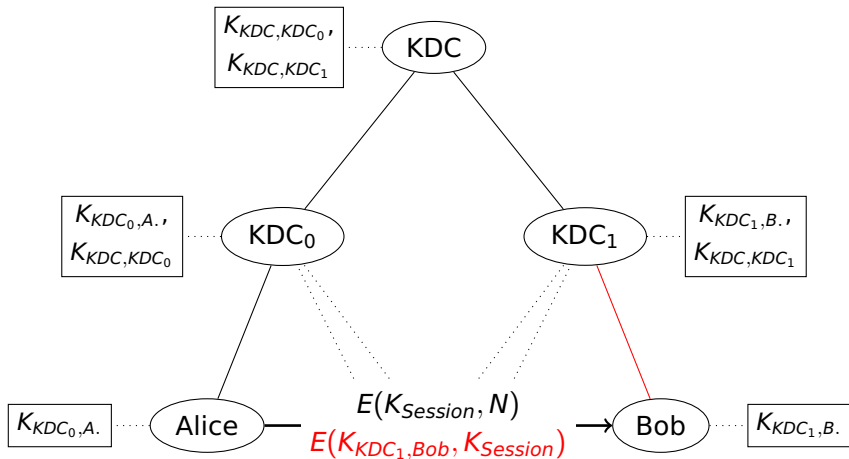 K_{KDC,KDC_0},
K_{KDC,KDC_1}
KDC
K_{KDC_0,A.},
K_{KDC,KDC_0}
KDC_0
KDC_1
K_{KDC_1,B.},
K_{KDC,KDC_1}
K_{KDC_0,A.}
Alice
E(K_{Session}, N)
E(K_{KDC_1,Bob}, K_{Session})
Bob
K_{KDC_1,B.}